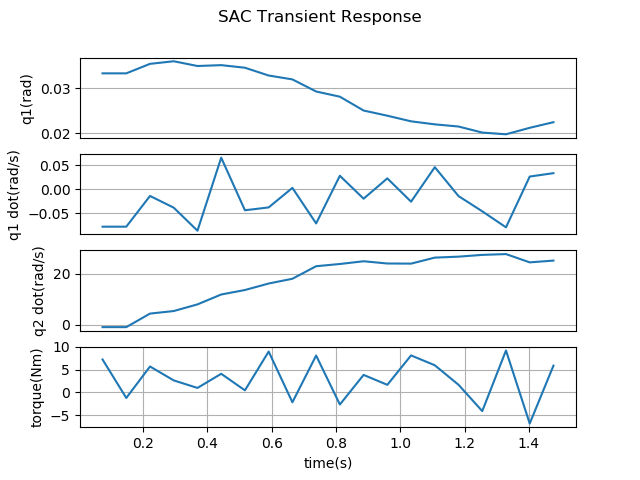 SAC Transient Response
q1(rad)
0.03
0.02
q1 dot(rad/s)
0.05
0.00
−0.05
q2 dot(rad/s)
20
0
torque(Nm)
10
5
0
−5
0.2 0.4 0.6 0.8 1.0 1.2 1.4
time(s)